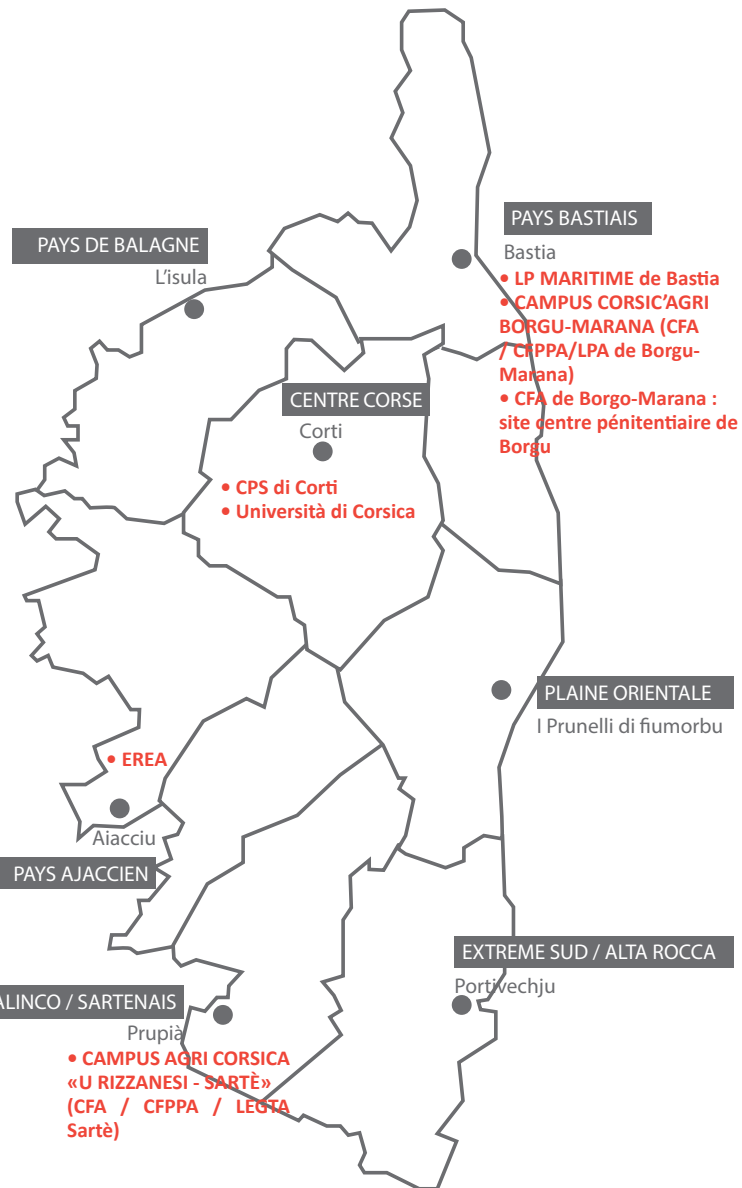 PAYS BASTIAIS
Bastia
• LP MARITIME de Bastia
• CAMPUS CORSIC'AGRI
BORGU-MARANA (CFA
/ CFPPA/LPA de Borgu-
Marana)
• CFA de Borgo-Marana :
site centre pénitentiaire de
Borgu
PAYS DE BALAGNE
L'isula
CENTRE CORSE
Corti
• CPS di Corti
• Università di Corsica
PLAINE ORIENTALE
I Prunelli di fiumorbu
• EREA
Aiacciu
PAYS AJACCIEN
EXTREME SUD / ALTA ROCCA
Portivechju
ALINCO / SARTENAIS
Prupià
• CAMPUS AGRI CORSICA
«U RIZZANESI - SARTÈ»
(CFA / CFPPA / LEGTA
Sartè)